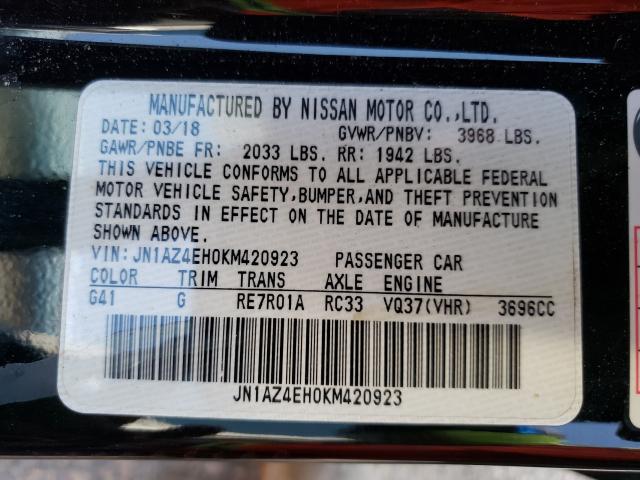 MANUFACTURED BY NISSAN MOTOR CO.,LTD.
DATE: 03/18 GVWR/PNBV: 3968 LBS.
GAWR/PNBE FR: 2033 LBS. RR: 1942 LBS.
THIS VEHICLE CONFORMS TO ALL APPLICABLE FEDERAL
MOTOR VEHICLE SAFETY,BUMPER,AND THEFT PREVENTION
STANDARDS IN EFFECT ON THE DATE OF MANUFACTURE
SHOWN ABOVE.
VIN: JN1AZ4EH0KM420923 PASSENGER CAR
COLOR TRIM TRANS AXLE ENGINE
G41 G RE7R01A RC33 VQ37(VHR) 3696CC
JN1AZ4EH0KM420923